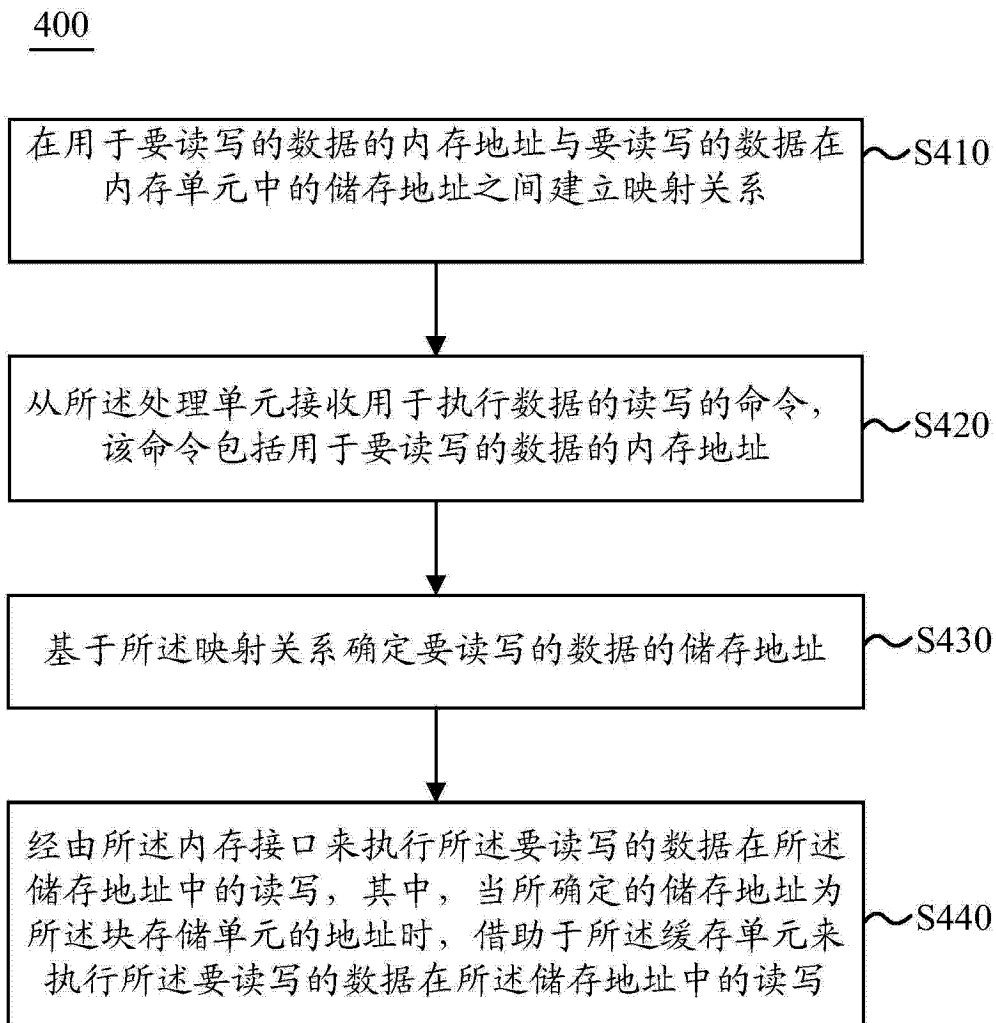 400
在用于要读写的数据的内存地址与要读写的数据在
内存单元中的储存地址之间建立映射关系
S410
从所述处理单元接收用于执行数据的读写的命令，
该命令包括用于要读写的数据的内存地址
S420
基于所述映射关系确定要读写的数据的储存地址
S430
经由所述内存接口来执行所述要读写的数据在所述
储存地址中的读写，其中，当所确定的储存地址为
所述块存储单元的地址时，借助于所述缓存单元来
执行所述要读写的数据在所述储存地址中的读写
S440